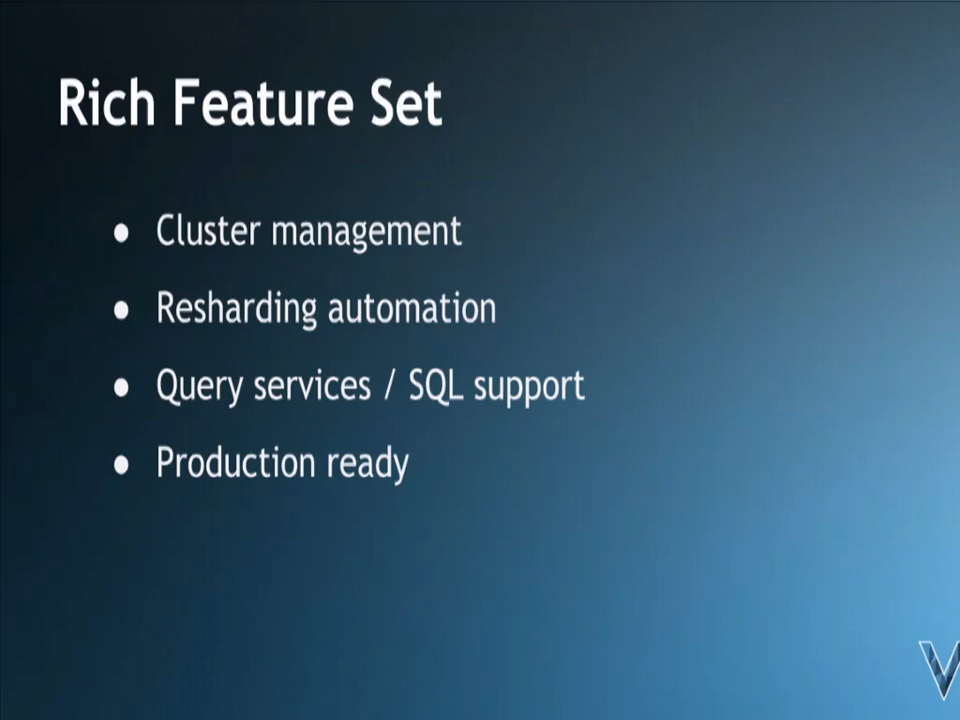 Rich Feature Set
● Cluster management
● Resharding automation
● Query services / SQL support
● Production ready
V